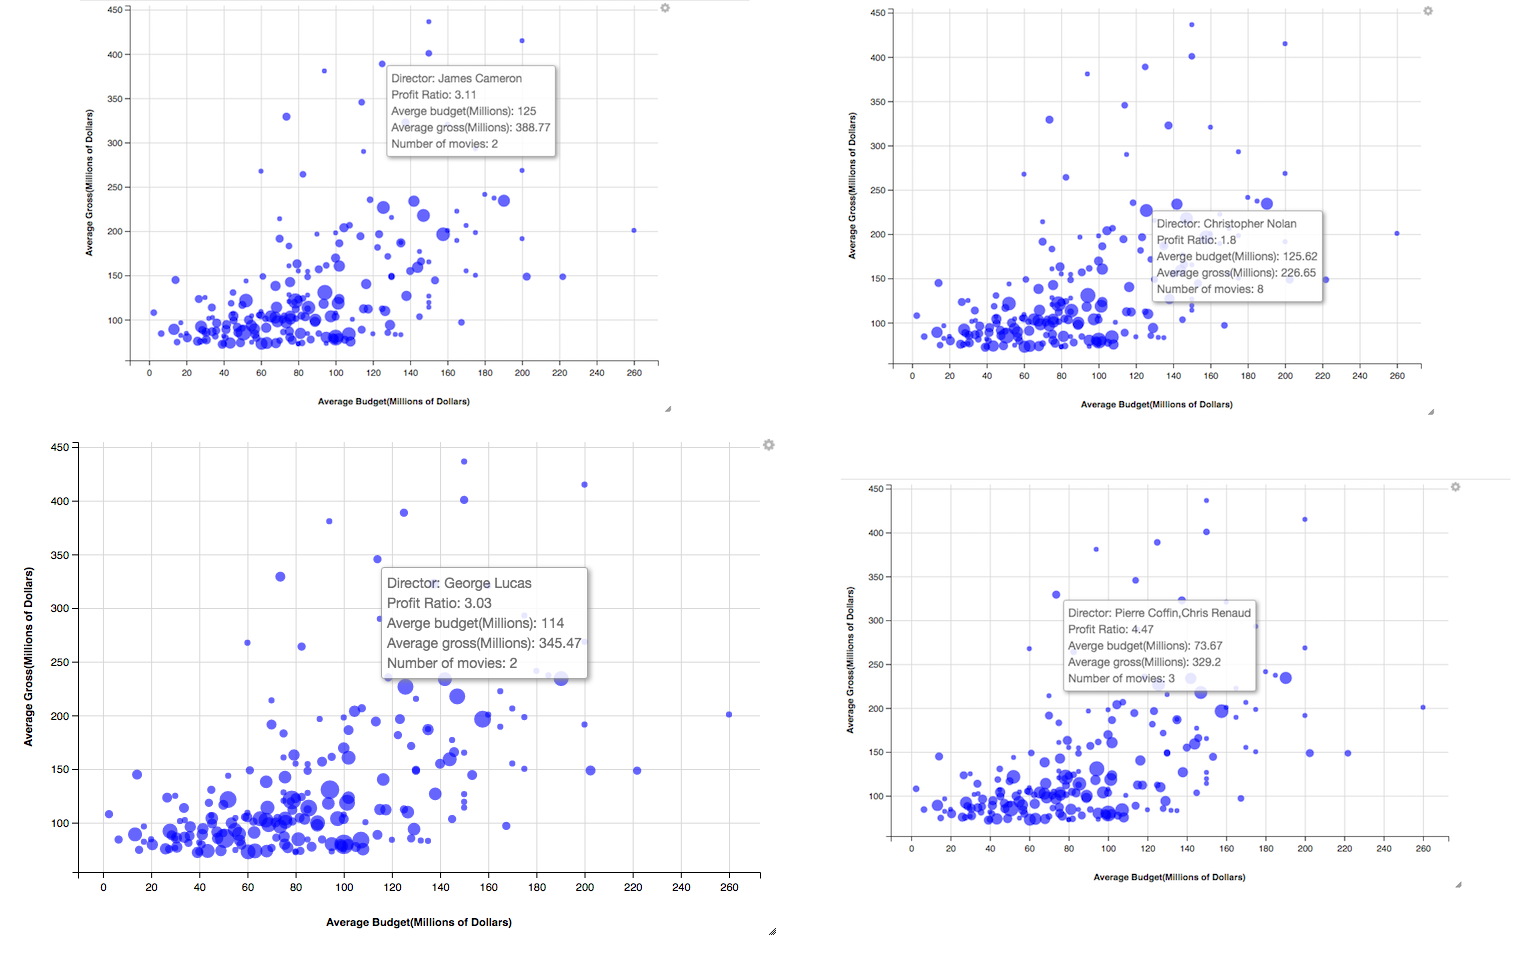 450
400
350
300
250
200
150
100
Average Gross(Millions of Dollars)
Director: James Cameron
Profit Ratio: 3.11
Averge budget(Millions): 125
Average gross(Millions): 388.77
Number of movies: 2
0 20 40 60 80 100 120 140 160 180 200 220 240 260
Average Budget(Millions of Dollars)
450
400
350
300
250
200
150
100
Average Gross(Millions of Dollars)
Director: Christopher Nolan
Profit Ratio: 1.8
Averge budget(Millions): 125.62
Average gross(Millions): 226.65
Number of movies: 8
0 20 40 60 80 100 120 140 160 180 200 220 240 260
Average Budget(Millions of Dollars)
450
400
350
300
250
200
150
100
Average Gross(Millions of Dollars)
Director: George Lucas
Profit Ratio: 3.03
Averge budget(Millions): 114
Average gross(Millions): 345.47
Number of movies: 2
0 20 40 60 80 100 120 140 160 180 200 220 240 260
Average Budget(Millions of Dollars)
450
400
350
300
250
200
150
100
Average Gross(Millions of Dollars)
Director: Pierre Coffin,Chris Renaud
Profit Ratio: 4.47
Averge budget(Millions): 73.67
Average gross(Millions): 329.2
Number of movies: 3
0 20 40 60 80 100 120 140 160 180 200 220 240 260
Average Budget(Millions of Dollars)